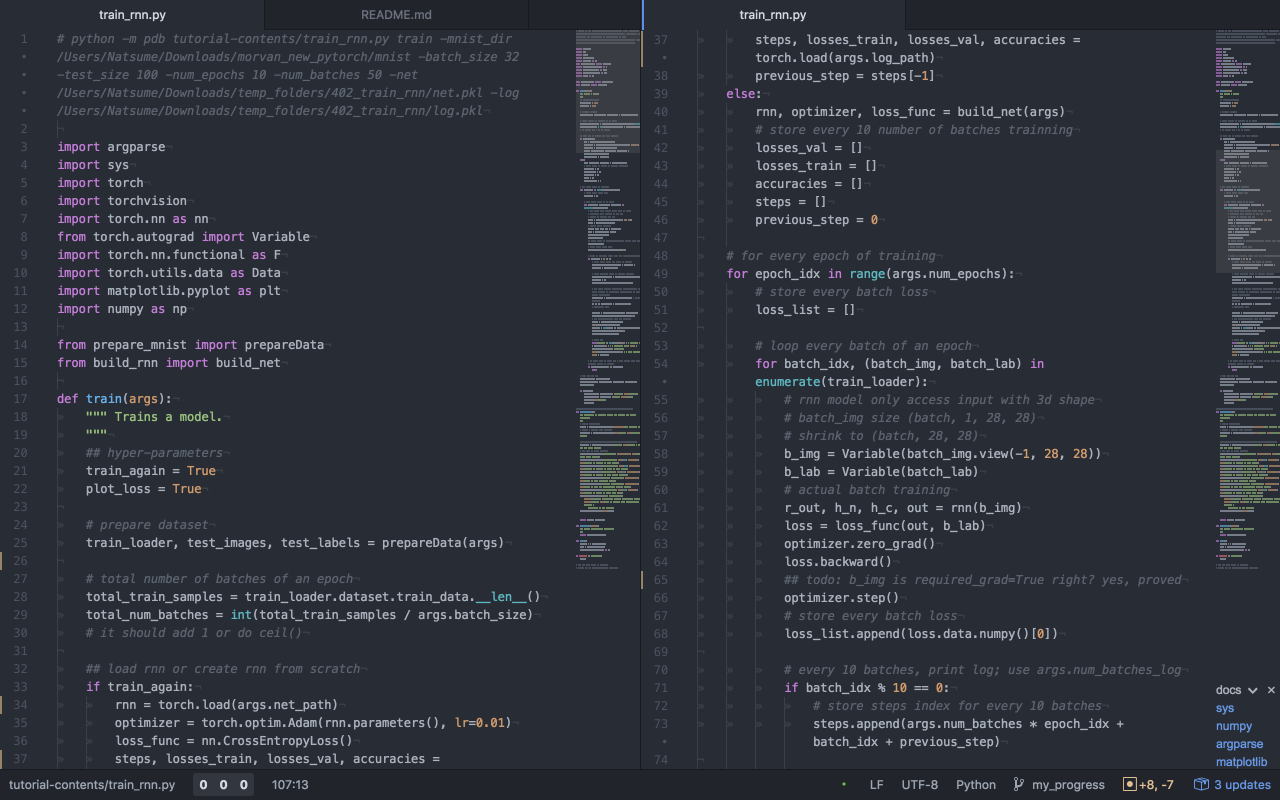 train_rnn.py
README.md
train_rnn.py
1 # python -m pdb tutorial-contents/train_rnn.py train -mnist_dir
• /Users/Natsume/Downloads/morvan_new_pytorch/mnist -batch_size 32
• -test_size 100 -num_epochs 10 -num_batches 50 -net
• /Users/Natsume/Downloads/temp_folders/402_train_rnn/net.pkl -log
• /Users/Natsume/Downloads/temp_folders/402_train_rnn/log.pkl
2
3 import argparse
4 import sys
5 import torch
6 import torchvision
7 import torch.nn as nn
8 from torch.autograd import Variable
9 import torch.nn.functional as F
10 import torch.utils.data as Data
11 import matplotlib.pyplot as plt
12 import numpy as np
13
14 from prepare_mnist import prepareData
15 from build_rnn import build_net
16
17 def train(args):
18 """ Trains a model.
19 """
20 ## hyper-parameters
21 train_again = True
22 plot_loss = True
23
24 # prepare dataset
25 train_loader, test_images, test_labels = prepareData(args)
26
27 # total number of batches of an epoch
28 total_train_samples = train_loader.dataset.train_data.__len__()
29 total_num_batches = int(total_train_samples / args.batch_size)
30 # it should add 1 or do ceil()
31
32 ## load rnn or create rnn from scratch
33 if train_again:
34 rnn = torch.load(args.net_path)
35 optimizer = torch.optim.Adam(rnn.parameters(), lr=0.01)
36 loss_func = nn.CrossEntropyLoss()
37 steps, losses_train, losses_val, accuracies =
37 steps, losses_train, losses_val, accuracies =
• torch.load(args.log_path)
38 previous_step = steps[-1]
39 else:
40 rnn, optimizer, loss_func = build_net(args)
41 # store every 10 number of batches trainning
42 losses_val = []
43 losses_train = []
44 accuracies = []
45 steps = []
46 previous_step = 0
47
48 # for every epoch of training
49 for epoch_idx in range(args.num_epochs):
50 # store every batch loss
51 loss_list = []
52
53 # loop every batch of an epoch
54 for batch_idx, (batch_img, batch_lab) in
• enumerate(train_loader):
55 # rnn model only access input with 3d shape
56 # batch_img size (batch, 1, 28, 28)
57 # shrink to (batch, 28, 28)
58 b_img = Variable(batch_img.view(-1, 28, 28))
59 b_lab = Variable(batch_lab)
60 # actual batch training
61 r_out, h_n, h_c, out = rnn(b_img)
62 loss = loss_func(out, b_lab)
63 optimizer.zero_grad()
64 loss.backward()
65 ## todo: b_img is required_grad=True right? yes, proved
66 optimizer.step()
67 # store every batch loss
68 loss_list.append(loss.data.numpy()[0])
69
70 # every 10 batches, print log; use args.num_batches_log
71 if batch_idx % 10 == 0:
72 # store steps index for every 10 batches
73 steps.append(args.num_batches * epoch_idx +
• batch_idx + previous_step)
74
docs
sys
numpy
argparse
matplotlib
tutorial-contents/train_rnn.py 0 0 0 107:13 LF UTF-8 Python my_progress +8, -7 3 updates